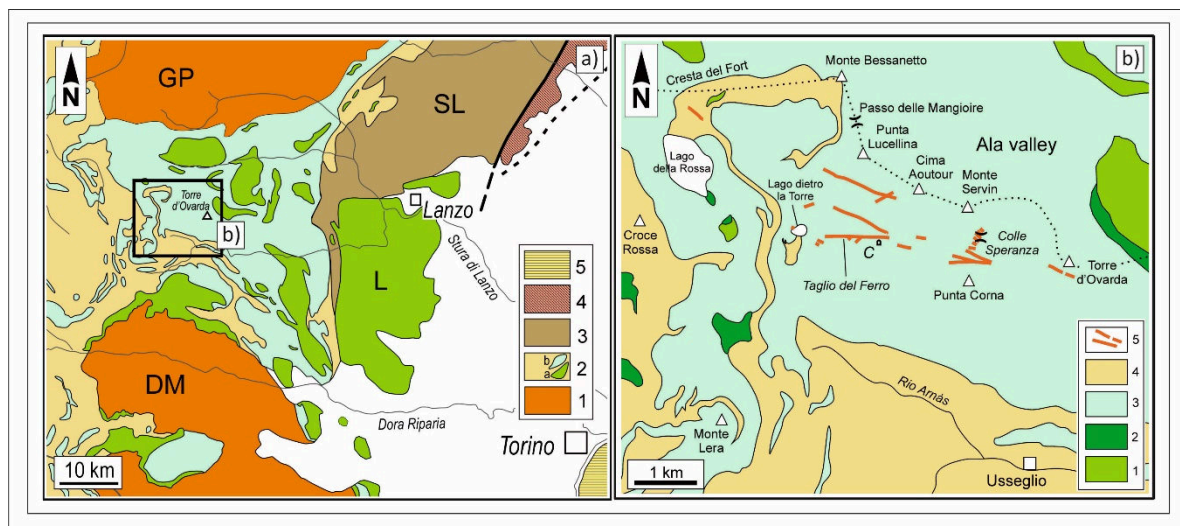 a)
N
GP
SL
Torre
d'Ovarda
b)
Lanzo
Stura di Lanzo
L
DM
Dora Riparia
Torino
10 km
5
4
3
b
a
2
1
b)
N
Cresta del Fort
Monte Bessanetto
Passo delle Mangioire
Punta
Lucellina
Ala valley
Cima
Aoutour
Monte
Servin
Lago
della Rossa
Lago dietro
la Torre
Croce
Rossa
C
Colle
Speranza
Taglio del Ferro
Torre
d'Ovarda
Punta Corna
Rio Arnàs
Monte
Lera
Usseglio
1 km
5
4
3
2
1